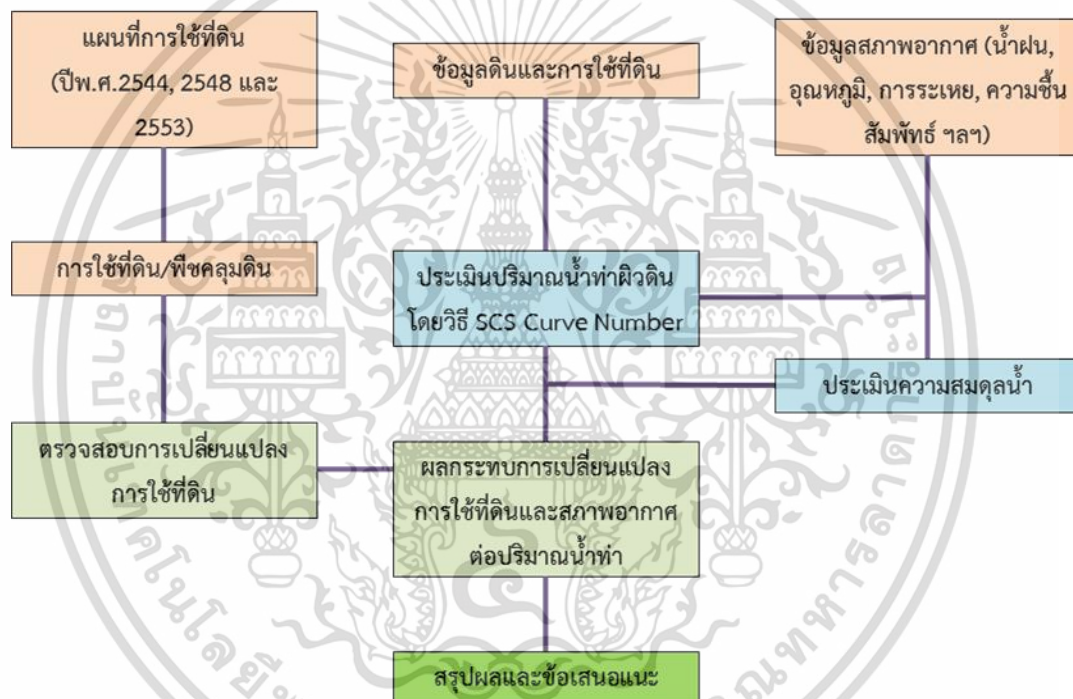 แผนที่การใช้ที่ดิน
(ปีพ.ศ.2544, 2548 และ
2553)
ข้อมูลดินและการใช้ที่ดิน
ข้อมูลสภาพอากาศ (น้ำฝน,
อุณหภูมิ, การระเหย, ความชื้น
สัมพัทธ์ ฯลฯ)
การใช้ที่ดิน/พืชคลุมดิน
ประเมินปริมาณน้ำท่าผิวดิน
โดยวิธี SCS Curve Number
ประเมินความสมดุลน้ำ
ตรวจสอบการเปลี่ยนแปลง
การใช้ที่ดิน
ผลกระทบการเปลี่ยนแปลง
การใช้ที่ดินและสภาพอากาศ
ต่อปริมาณน้ำท่า
สรุปผลและข้อเสนอแนะ